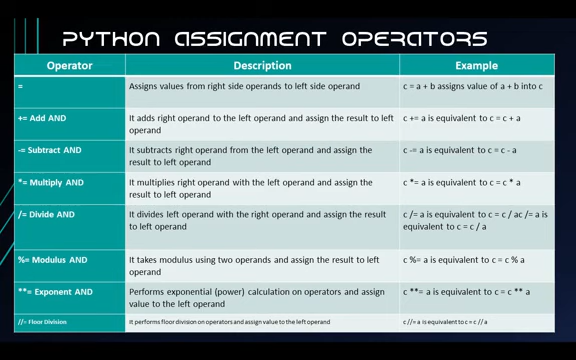 PYTHON ASSIGNMENT OPERATORS
Operator Description Example
= Assigns values from right side operands to left side operand c = a + b assigns value of a + b into c
+= Add AND It adds right operand to the left operand and assign the result to left c += a is equivalent to c = c + a
operand
-= Subtract AND It subtracts right operand from the left operand and assign the c -= a is equivalent to c = c - a
result to left operand
*= Multiply AND It multiplies right operand with the left operand and assign the c *= a is equivalent to c = c * a
result to left operand
/= Divide AND It divides left operand with the right operand and assign the result c /= a is equivalent to c = c / ac /= a is
to left operand equivalent to c = c / a
%= Modulus AND It takes modulus using two operands and assign the result to left c %= a is equivalent to c = c % a
operand
**= Exponent AND Performs exponential (power) calculation on operators and assign c **= a is equivalent to c = c ** a
value to the left operand
//= Floor Division It performs floor division on operators and assign value to the left operand c //= a is equivalent to c = c // a